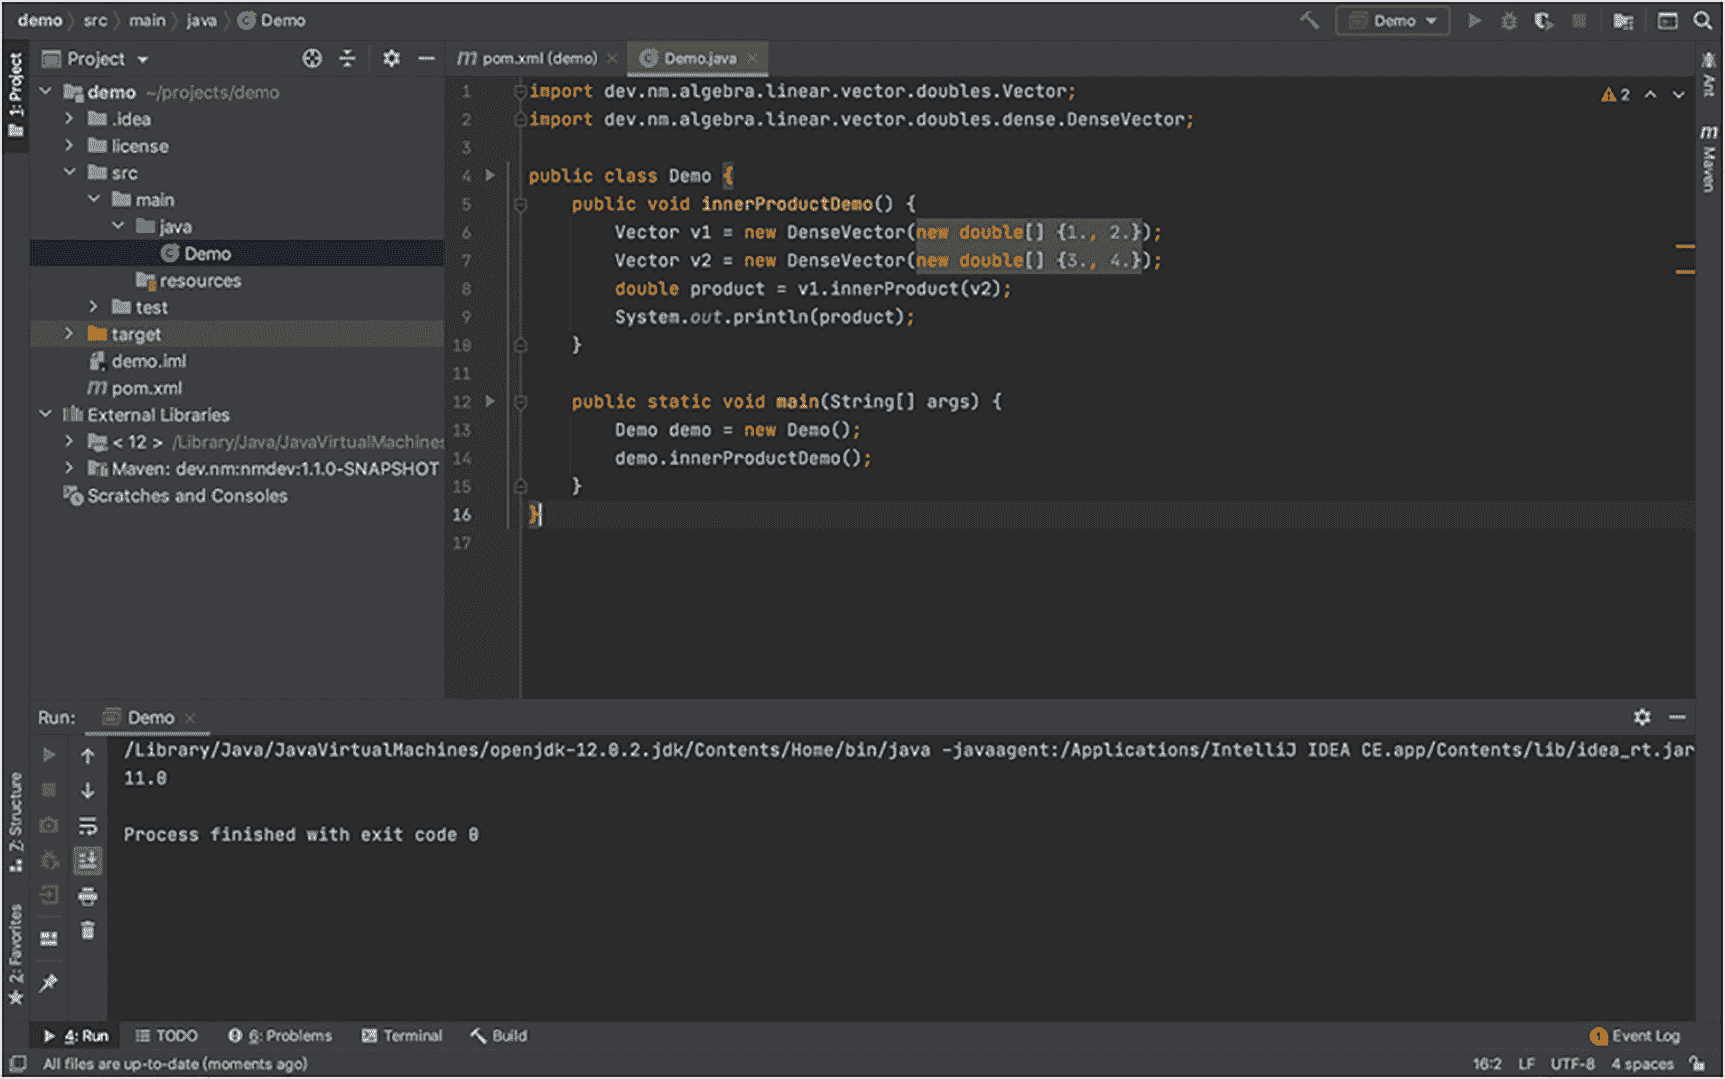 demo src main java Demo
Demo
1: Project
Project
demo ~/projects/demo
.idea
license
src
main
java
Demo
resources
test
target
demo.iml
pom.xml
External Libraries
< 12 > /Library/Java/JavaVirtualMachines
Maven: dev.nm:nmdev:1.1.0-SNAPSHOT
Scratches and Consoles
pom.xml (demo) Demo.java
2
1 import dev.nm.algebra.linear.vector.doubles.Vector;
2 import dev.nm.algebra.linear.vector.doubles.dense.DenseVector;
3
4 public class Demo {
5 public void innerProductDemo() {
6 Vector v1 = new DenseVector(new double[] {1., 2.});
7 Vector v2 = new DenseVector(new double[] {3., 4.});
8 double product = v1.innerProduct(v2);
9 System.out.println(product);
10 }
11
12 public static void main(String[] args) {
13 Demo demo = new Demo();
14 demo.innerProductDemo();
15 }
16 }
17
Ant
m Maven
Run: Demo
/Library/Java/JavaVirtualMachines/openjdk-12.0.2.jdk/Contents/Home/bin/java -javaagent:/Applications/IntelliJ IDEA CE.app/Contents/lib/idea_rt.jar
11.0
Process finished with exit code 0
Z: Structure
2: Favorites
4: Run TODO 6: Problems Terminal Build
1 Event Log
All files are up-to-date (moments ago)
16:2 LF UTF-8 4 spaces